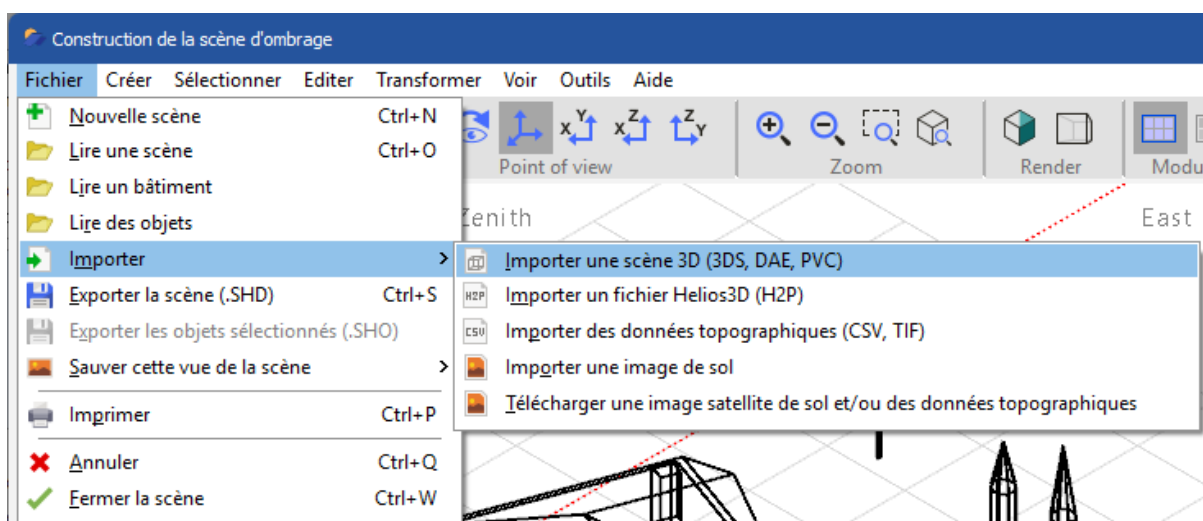 Construction de la scène d'ombrage
Fichier Créer Sélectionner Editer Transformer Voir Outils Aide
Nouvelle scène Ctrl+N
Lire une scène Ctrl+O
Lire un bâtiment
Lire des objets
Importer
Exporter la scène (.SHD) Ctrl+S
Exporter les objets sélectionnés (.SHO)
Sauver cette vue de la scène
Imprimer Ctrl+P
Annuler Ctrl+Q
Fermer la scène Ctrl+W
X Y X Z Z Y
Point of view Zoom Render
Zenith East
Importer une scène 3D (3DS, DAE, PVC)
H2P Importer un fichier Helios3D (H2P)
CSV Importer des données topographiques (CSV, TIF)
Importer une image de sol
Télécharger une image satellite de sol et/ou des données topographiques